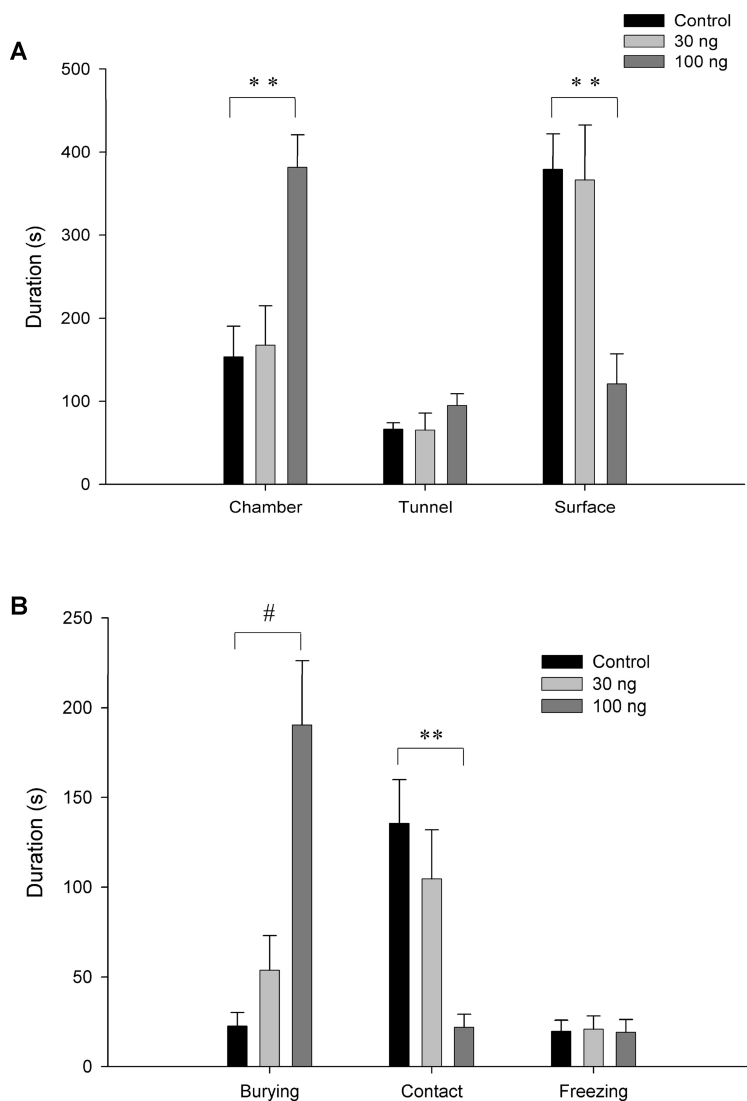 Control
30 ng
100 ng
A
* *
* *
500
400
300
200
100
0
Duration (s)
Chamber Tunnel Surface
B
#
**
Control
30 ng
100 ng
250
200
150
100
50
0
Duration (s)
Burying Contact Freezing